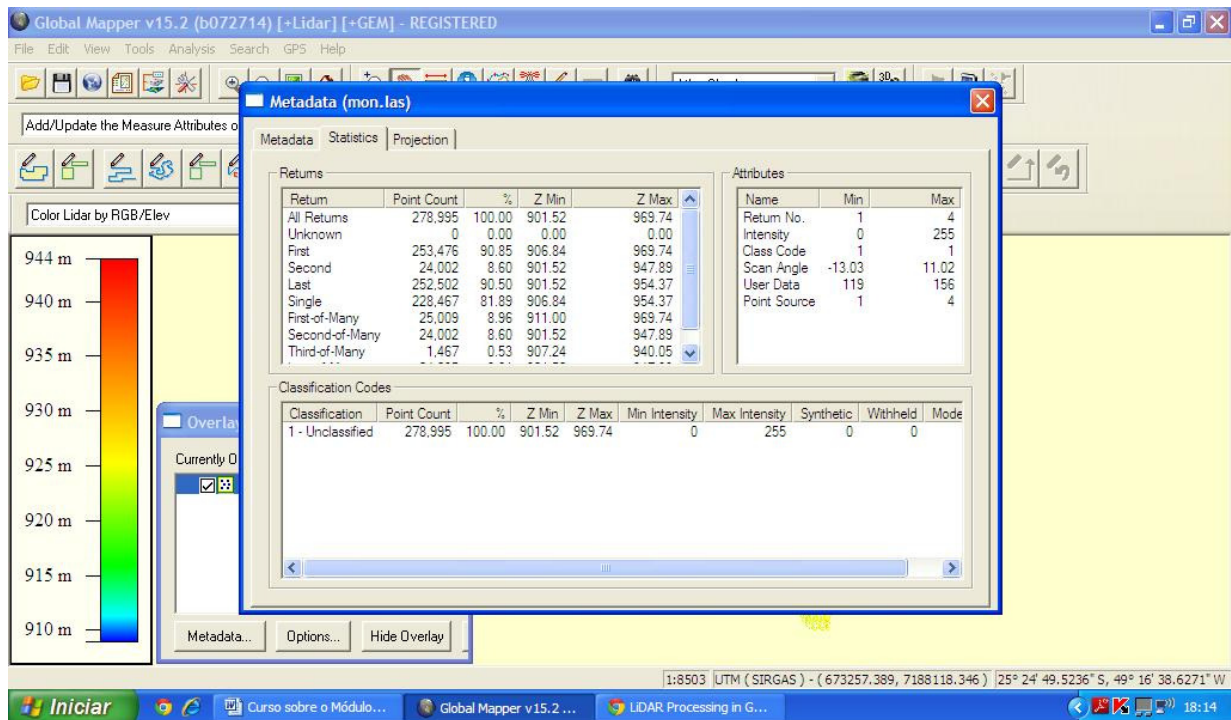 Global Mapper v15.2 (b072714) [+Lidar] [+GEM] - REGISTERED
File Edit View Tools Analysis Search GPS Help
Metadata (mon.las)
Add/Update the Measure Attributes o
Metadata Statistics Projection
Color Lidar by RGB/Elev
Returns
Return Point Count % Z Min Z Max
All Returns 278,995 100.00 901.52 969.74
Unknown 0 0.00 0.00 0.00
First 253,476 90.85 906.84 969.74
Second 24,002 8.60 901.52 947.89
Last 252,502 90.50 901.52 954.37
Single 228,467 81.89 906.84 954.37
First-of-Many 25,009 8.96 911.00 969.74
Second-of-Many 24,002 8.60 901.52 947.89
Third-of-Many 1,467 0.53 907.24 940.05
Attributes
Name Min Max
Return No. 1 4
Intensity 0 255
Class Code 1 1
Scan Angle -13.03 11.02
User Data 119 156
Point Source 1 4
Classification Codes
Classification Point Count % Z Min Z Max Min Intensity Max Intensity Synthetic Withheld Mode
1 - Unclassified 278,995 100.00 901.52 969.74 0 255 0 0
944 m
940 m
935 m
930 m
925 m
920 m
915 m
910 m
Overlay
Currently O
Metadata... Options... Hide Overlay
1:8503 UTM ( SIRGAS ) - ( 673257.389, 7188118.346 ) 25° 24' 49.5236" S, 49° 16' 38.6271" W
Iniciar Curso sobre o Módulo... Global Mapper v15.2 ... LiDAR Processing in G... 18:14